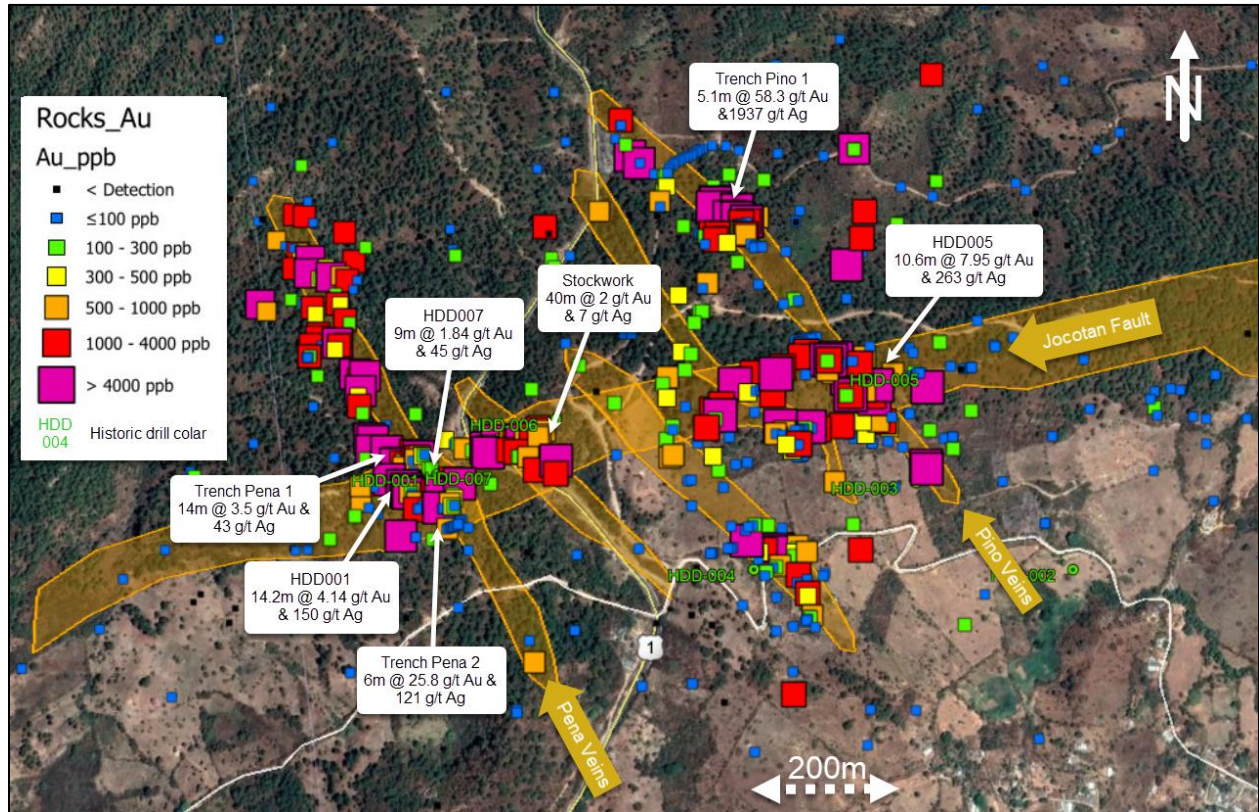 Rocks_Au
Au_ppb
< Detection
≤100 ppb
100 - 300 ppb
300 - 500 ppb
500 - 1000 ppb
1000 - 4000 ppb
> 4000 ppb
HDD
004
Historic drill colar
N
Trench Pino 1
5.1m @ 58.3 g/t Au
&1937 g/t Ag
HDD005
10.6m @ 7.95 g/t Au
& 263 g/t Ag
Stockwork
40m @ 2 g/t Au
& 7 g/t Ag
HDD007
9m @ 1.84 g/t Au
& 45 g/t Ag
Jocotan Fault
HDD-005
HDD-006
HDD-001
HDD-007
HDD-003
Trench Pena 1
14m @ 3.5 g/t Au &
43 g/t Ag
HDD001
14.2m @ 4.14 g/t Au
& 150 g/t Ag
HDD-004
-002
Pino Veins
Trench Pena 2
6m @ 25.8 g/t Au &
121 g/t Ag
1
Pena Veins
200m